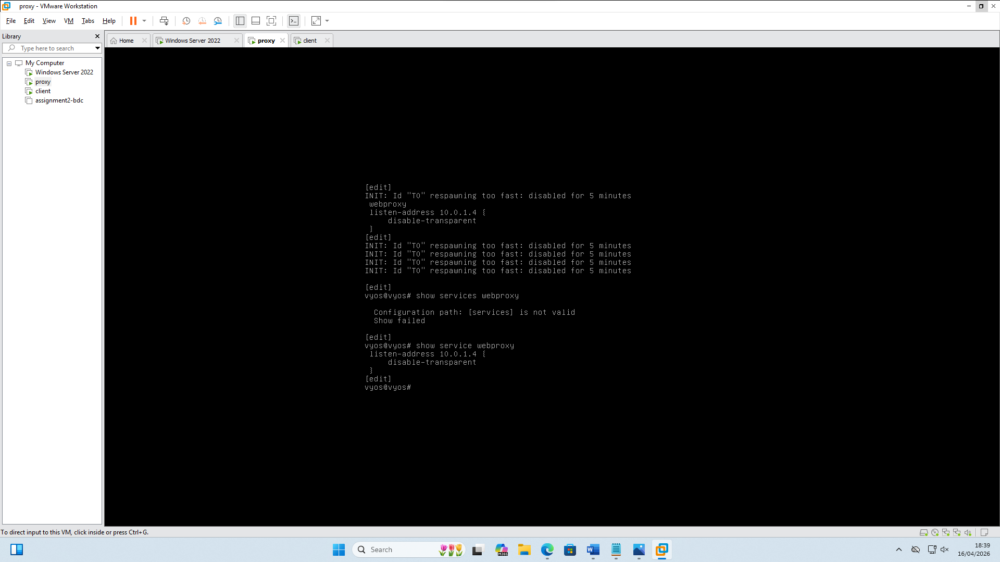 proxy - VMware Workstation
File Edit View VM Tabs Help
Library
Home
Windows Server 2022
proxy
client
Type here to search
My Computer
Windows Server 2022
proxy
client
assignment2-bdc
[edit]
INIT: Id "T0" respawning too fast: disabled for 5 minutes
webproxy
listen-address 10.0.1.4 {
disable-transparent
}
[edit]
INIT: Id "T0" respawning too fast: disabled for 5 minutes
INIT: Id "T0" respawning too fast: disabled for 5 minutes
INIT: Id "T0" respawning too fast: disabled for 5 minutes
INIT: Id "T0" respawning too fast: disabled for 5 minutes
[edit]
vyos@vyos# show services webproxy
Configuration path: [services] is not valid
Show failed
[edit]
vyos@vyos# show service webproxy
listen-address 10.0.1.4 {
disable-transparent
}
[edit]
vyos@vyos#
To direct input to this VM, click inside or press Ctrl+G.
Search
M365
18:39
16/04/2026